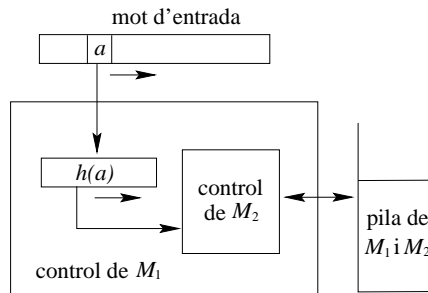 mot d'entrada
a
h(a)
control
de M2
pila de
M1 i M2
control de M1